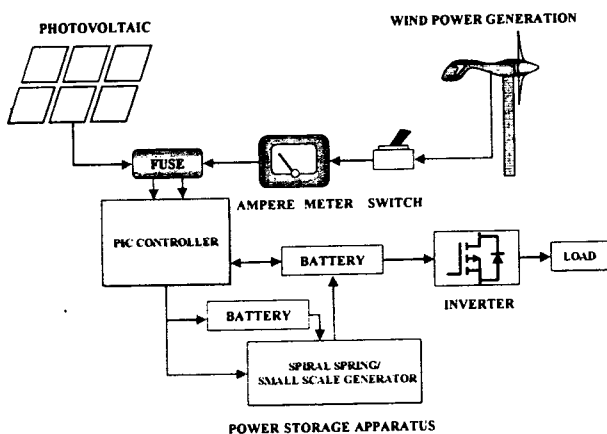 WIND POWER GENERATION
PHOTOVOLTAIC
FUSE
AMPERE METER SWITCH
PIC CONTROLLER
BATTERY
LOAD
INVERTER
BATTERY
SPIRAL SPRING/
SMALL SCALE GENERATOR
POWER STORAGE APPARATUS